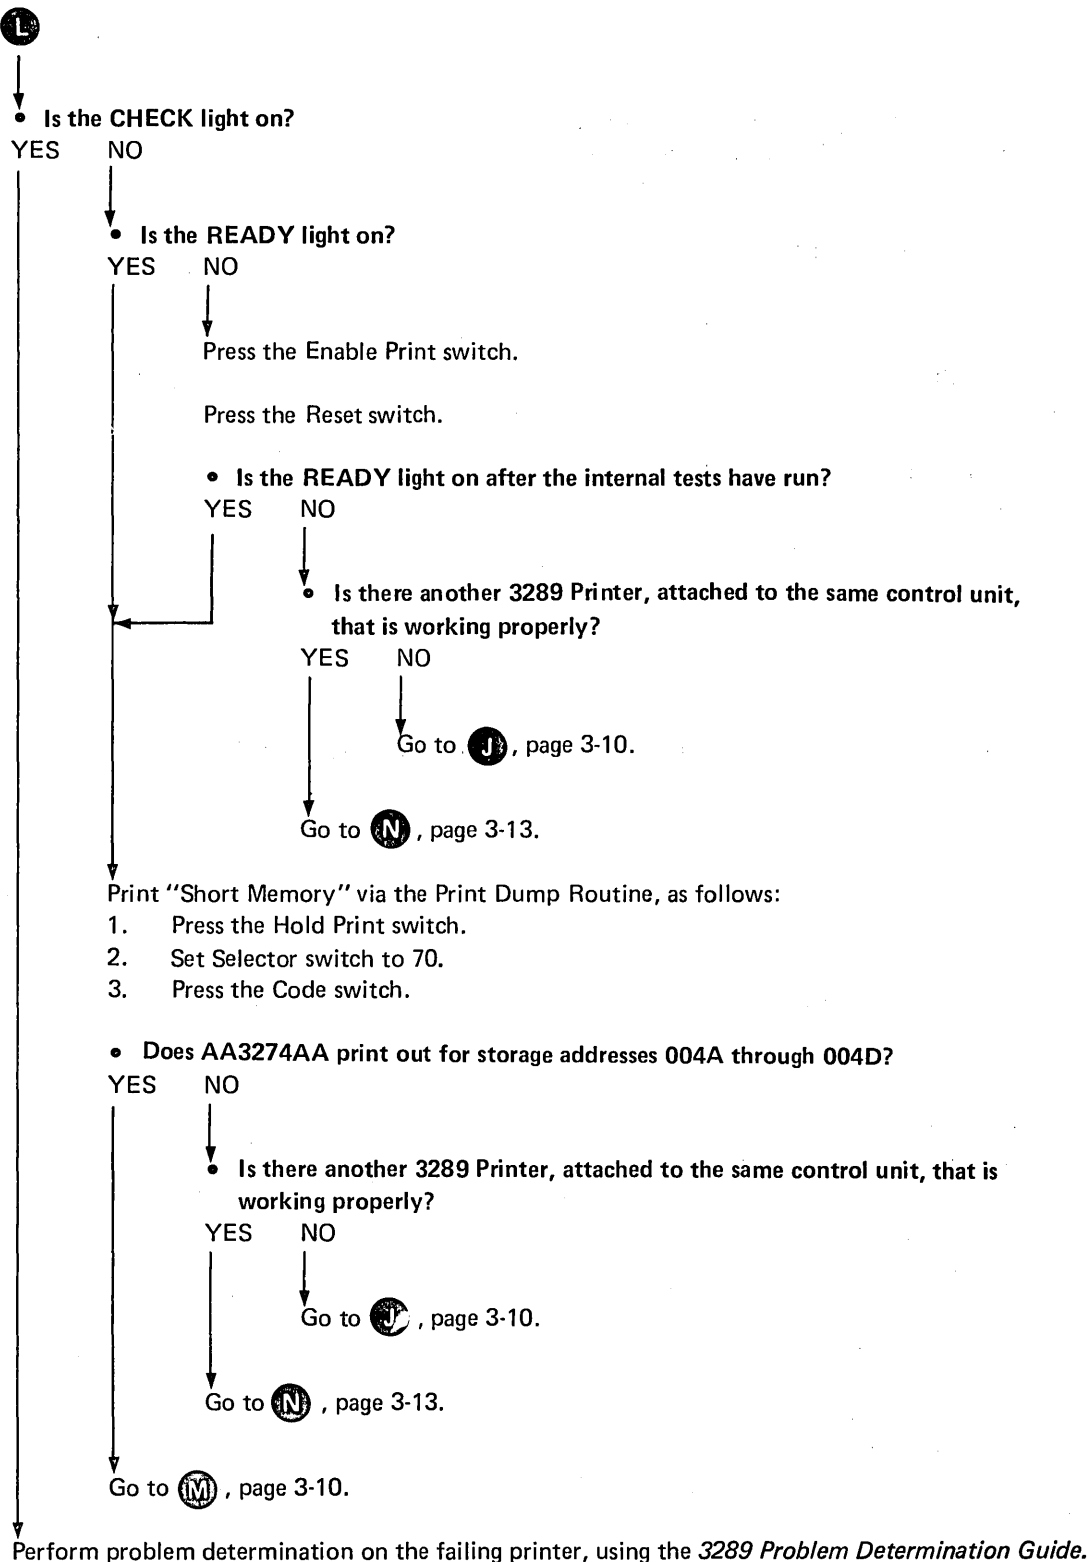 L
• Is the CHECK light on?
YES NO
• Is the READY light on?
YES NO
Press the Enable Print switch.
Press the Reset switch.
• Is the READY light on after the internal tests have run?
YES NO
• Is there another 3289 Printer, attached to the same control unit,
that is working properly?
YES NO
Go to J, page 3-10.
Go to N, page 3-13.
Print "Short Memory" via the Print Dump Routine, as follows:
1. Press the Hold Print switch.
2. Set Selector switch to 70.
3. Press the Code switch.
• Does AA3274AA print out for storage addresses 004A through 004D?
YES NO
• Is there another 3289 Printer, attached to the same control unit, that is
working properly?
YES NO
Go to J, page 3-10.
Go to N, page 3-13.
Go to M, page 3-10.
Perform problem determination on the failing printer, using the 3289 Problem Determination Guide